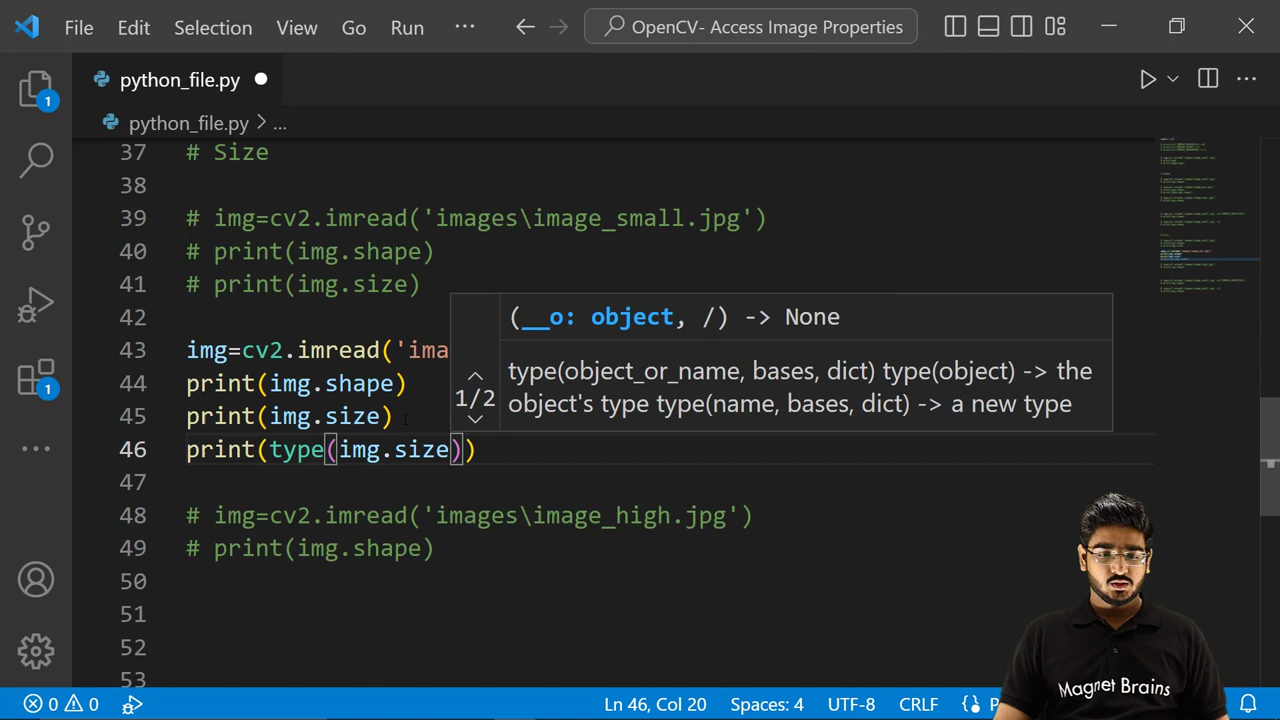 File Edit Selection View Go Run ··· OpenCV- Access Image Properties
python_file.py
python_file.py > ...
37 # Size
38
39 # img=cv2.imread('images\image_small.jpg')
40 # print(img.shape)
41 # print(img.size)
42
43 img=cv2.imread('ima
44 print(img.shape)
45 print(img.size)
46 print(type(img.size))
47
48 # img=cv2.imread('images\image_high.jpg')
49 # print(img.shape)
50
51
52
53
(__o: object, /) -> None
1/2
type(object_or_name, bases, dict) type(object) -> the
object's type type(name, bases, dict) -> a new type
1
1
Magnet Brains
0 0 Ln 46, Col 20 Spaces: 4 UTF-8 CRLF {} P